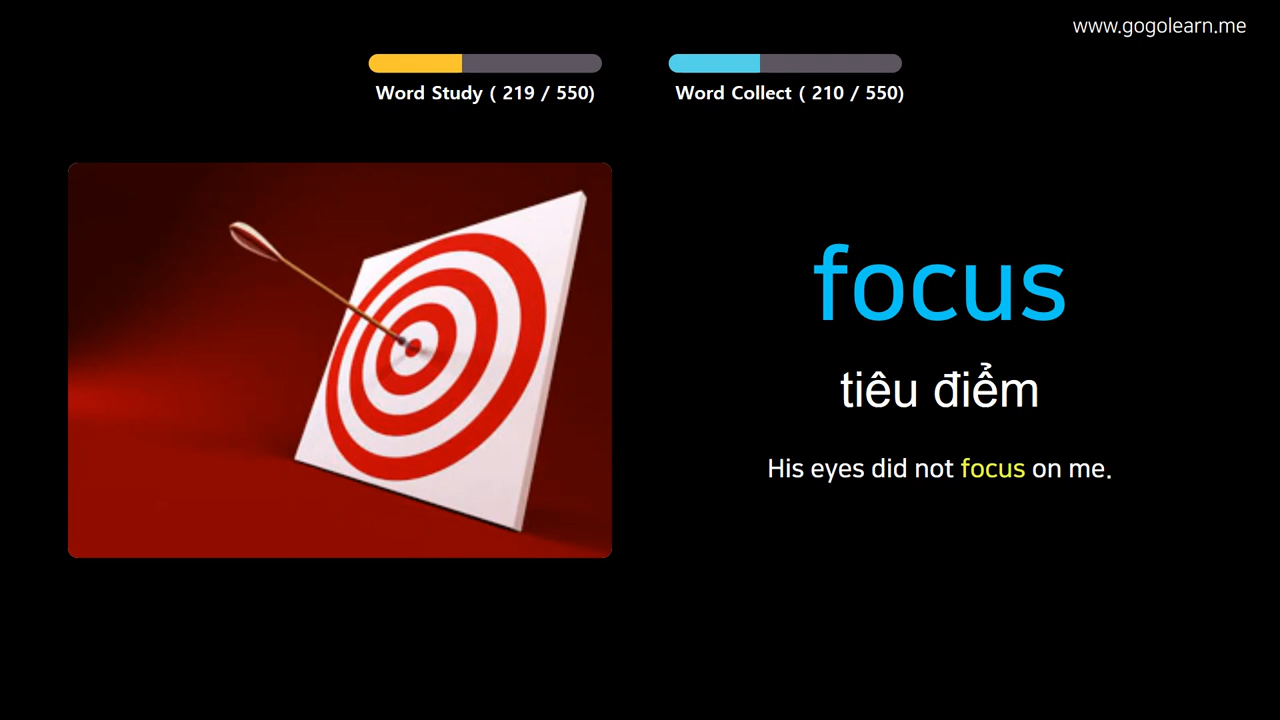 www.gogolearn.me
Word Study ( 219 / 550)
Word Collect ( 210 / 550)
focus
tiêu điểm
His eyes did not focus on me.